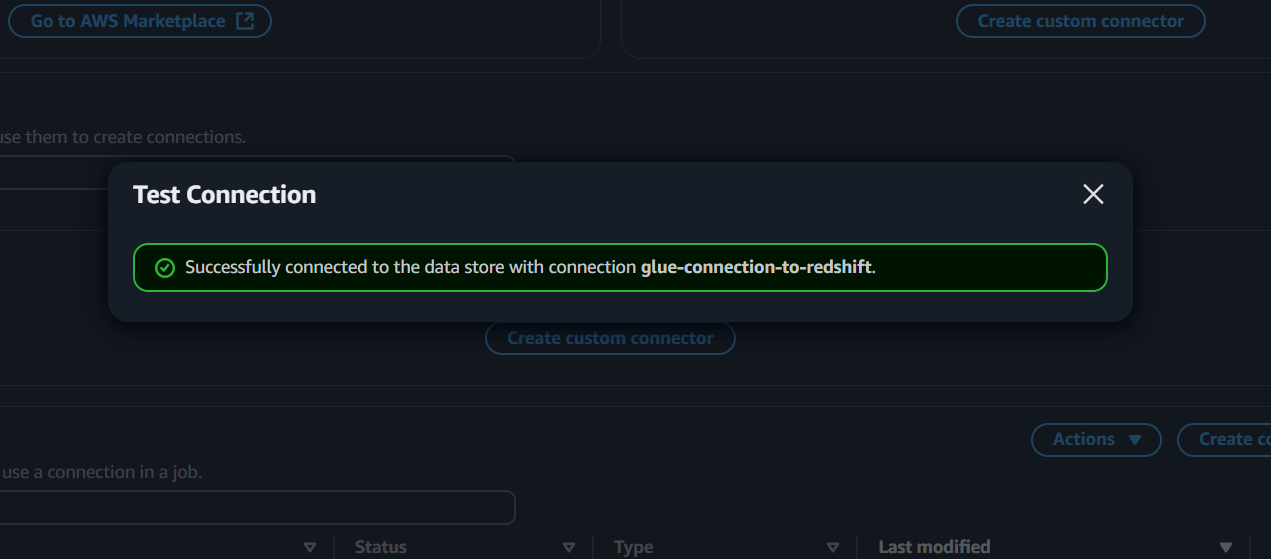 Go to AWS Marketplace
Create custom connector
use them to create connections.
Test Connection
Successfully connected to the data store with connection glue-connection-to-redshift.
Create custom connector
Actions
Create co
use a connection in a job.
Status
Type
Last modified